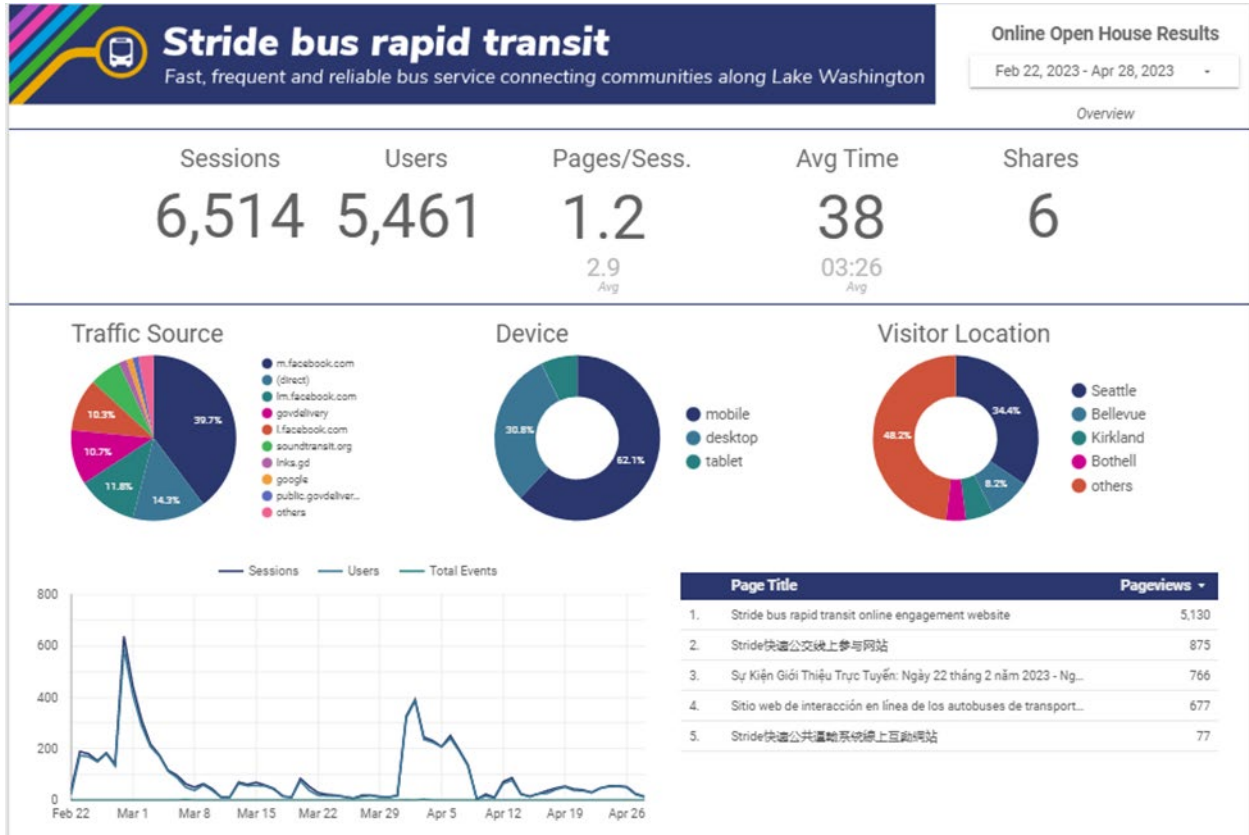 Stride bus rapid transit
Fast, frequent and reliable bus service connecting communities along Lake Washington
Online Open House Results
Feb 22, 2023 - Apr 28, 2023
Overview
Sessions
Users
Pages/Sess.
Avg Time
Shares
6,514
5,461
1.2
38
6
2.9
03:26
Avg
Avg
Traffic Source
39.7%
14.3%
11.8%
10.7%
10.3%
m.facebook.com
(direct)
lm.facebook.com
govdelivery
l.facebook.com
soundtransit.org
lnks.gd
google
public.govdeliver...
others
Device
62.1%
30.8%
mobile
desktop
tablet
Visitor Location
34.4%
8.2%
48.2%
Seattle
Bellevue
Kirkland
Bothell
others
Sessions
Users
Total Events
800
600
400
200
0
Feb 22
Mar 1
Mar 8
Mar 15
Mar 22
Mar 29
Apr 5
Apr 12
Apr 19
Apr 26
Page Title
Pageviews
1. Stride bus rapid transit online engagement website 5,130
2. Stride快速公交线上参与网站 875
3. Sự Kiện Giới Thiệu Trực Tuyến: Ngày 22 tháng 2 năm 2023 - Ng... 766
4. Sitio web de interacción en línea de los autobuses de transport... 677
5. Stride快速公共運輸系統線上互動網站 77